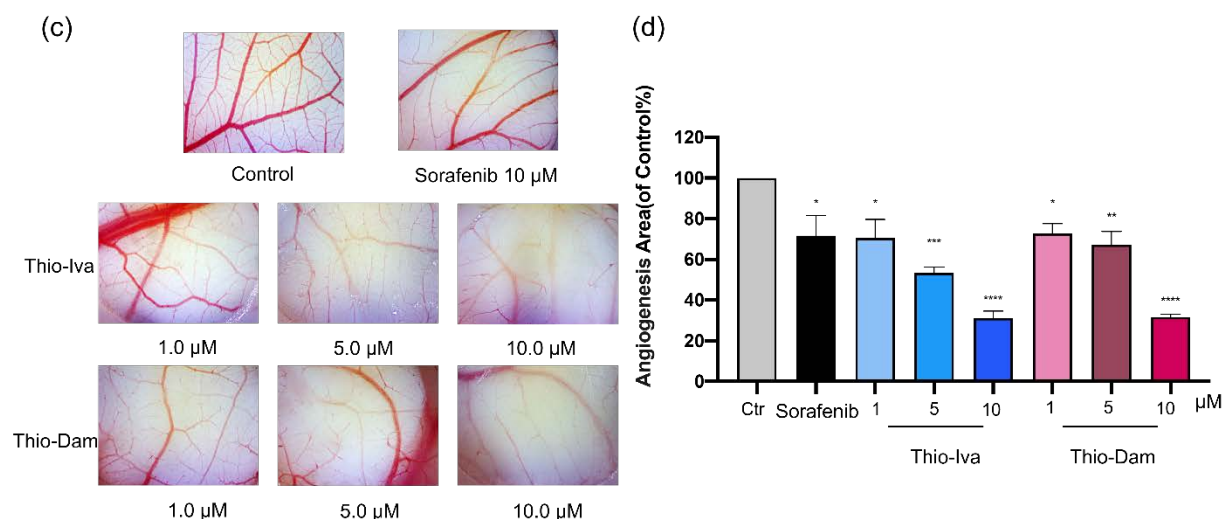 (c)
Control
Sorafenib 10 μM
Thio-Iva
1.0 μM
5.0 μM
10.0 μM
Thio-Dam
1.0 μM
5.0 μM
10.0 μM
(d)
Angiogenesis Area(of Control%)
120
100
80
60
40
20
0
* * *** **** * ** ****
Ctr Sorafenib 1 5 10 1 5 10 μM
Thio-Iva Thio-Dam